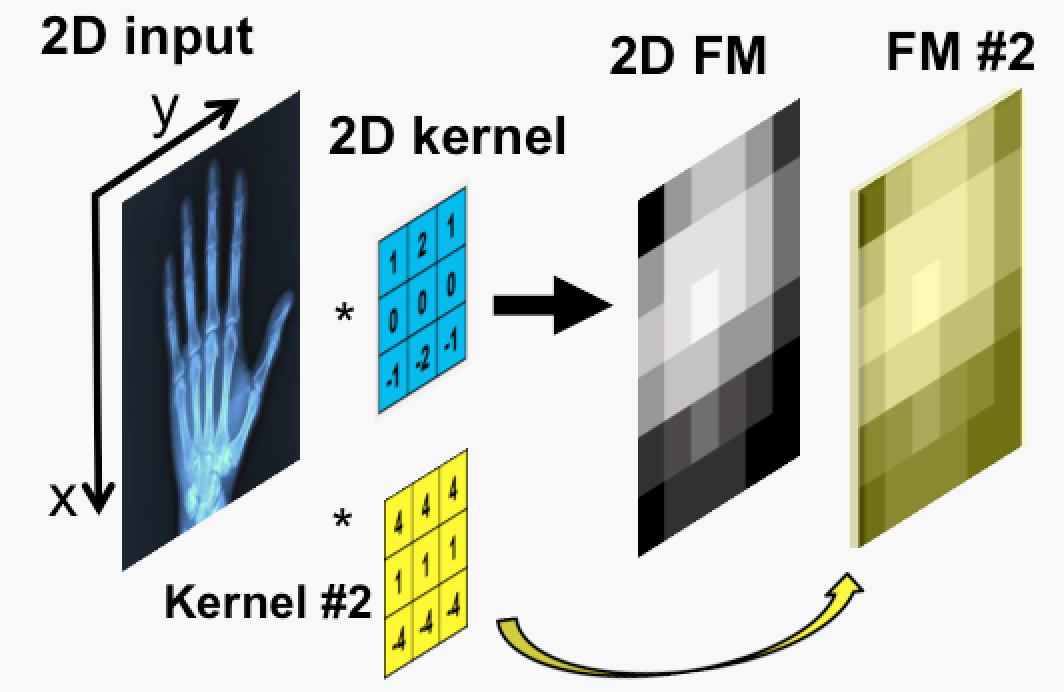 2D input
2D FM
FM #2
y
2D kernel
1 2 1
*
0 0 0
-1 -2 -1
x
*
4 4 4
1 1 1
Kernel #2
-4 -4 -4